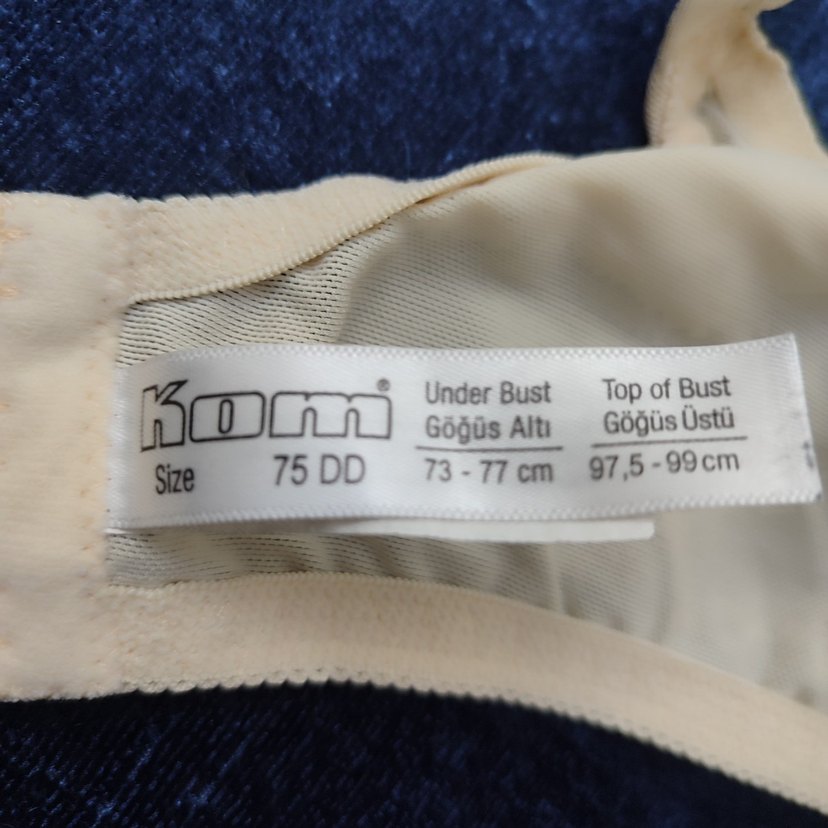 Kom®
Size 75 DD
Under Bust
Göğüs Altı
73 - 77 cm
Top of Bust
Göğüs Üstü
97,5 - 99 cm